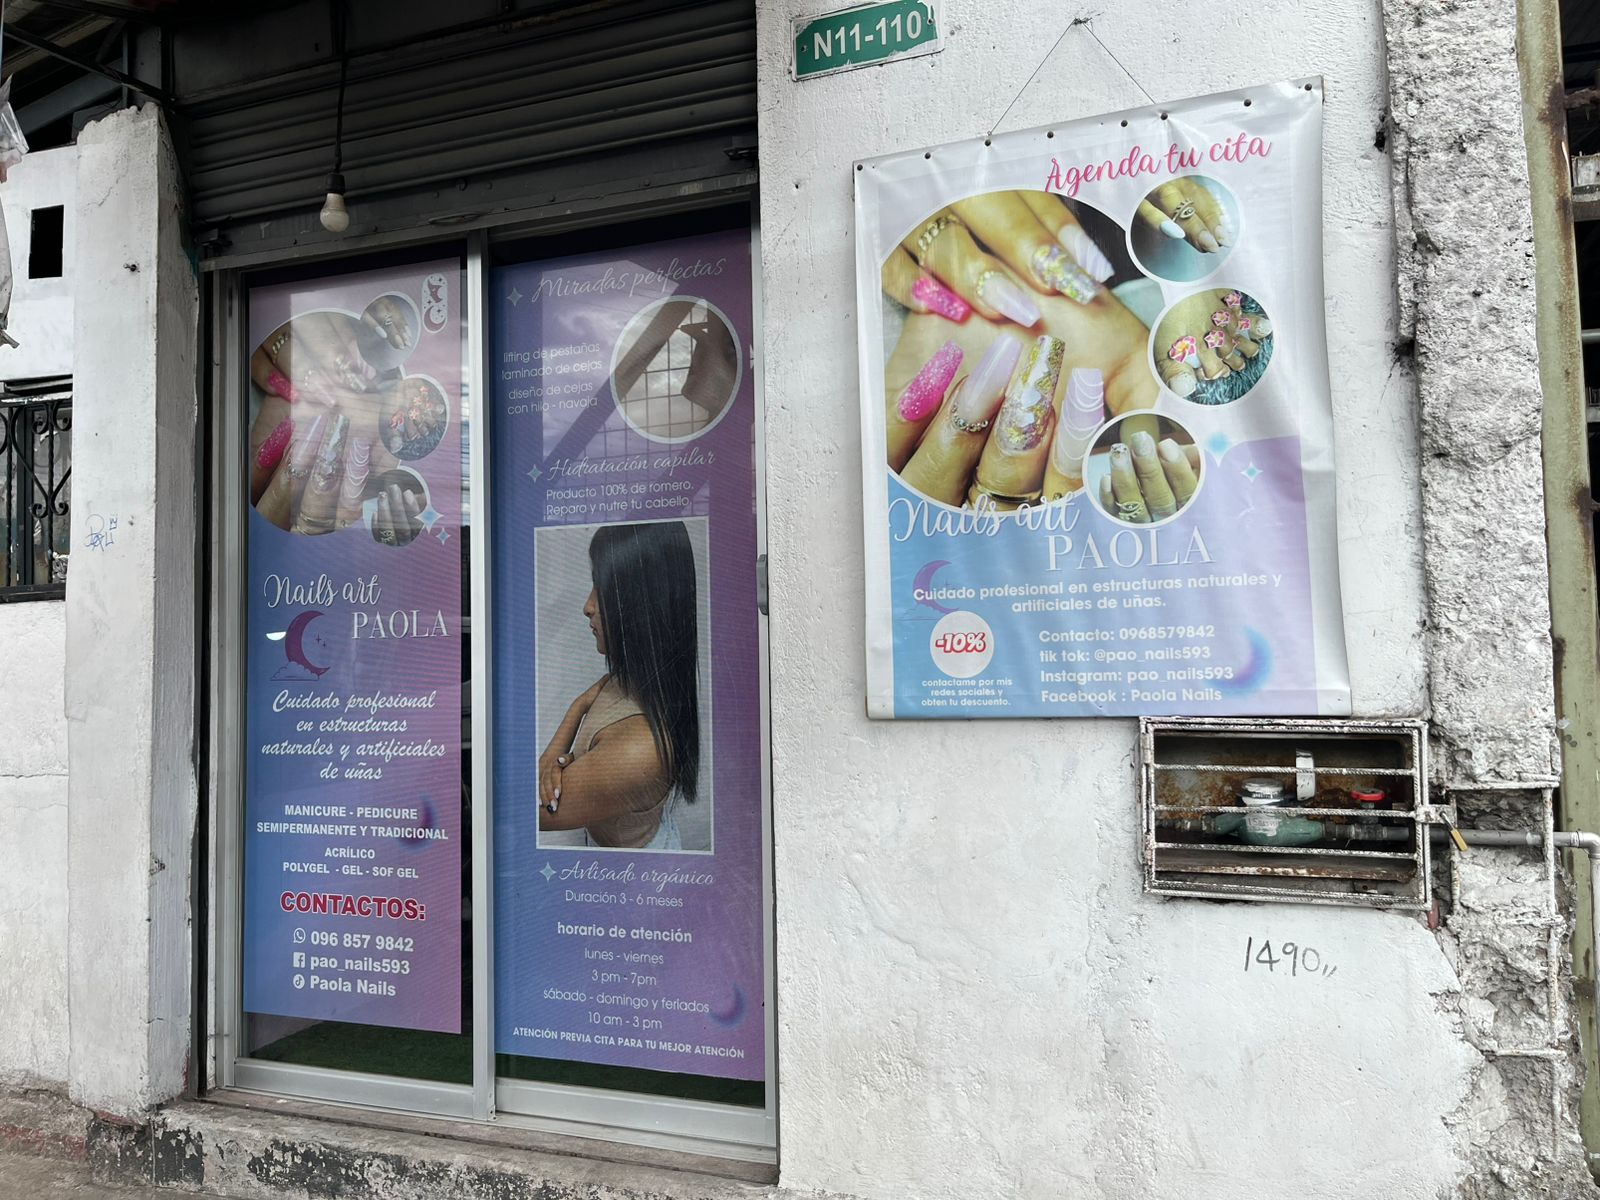 N11-110
Agenda tu cita
Nails art
PAOLA
Cuidado profesional en estructuras naturales y
artificiales de uñas.
-10%
contactame por mis
redes sociales y
obten tu descuento.
Contacto: 0968579842
tik tok: @pao_nails593
Instagram: pao_nails593
Facebook : Paola Nails
Nails art
PAOLA
Cuidado profesional
en estructuras
naturales y artificiales
de uñas
MANICURE - PEDICURE
SEMIPERMANENTE Y TRADICIONAL
ACRÍLICO
POLYGEL - GEL - SOF GEL
CONTACTOS:
096 857 9842
pao_nails593
Paola Nails
Miradas perfectas
lifting de pestañas
laminado de cejas
diseño de cejas
con hilo - navaja
Hidratación capilar
Producto 100% de romero.
Repara y nutre tu cabello.
Avlisado orgánico
Duración 3 - 6 meses
horario de atención
lunes - viernes
3 pm - 7pm
sábado - domingo y feriados
10 am - 3 pm
ATENCIÓN PREVIA CITA PARA TU MEJOR ATENCIÓN
1490,,